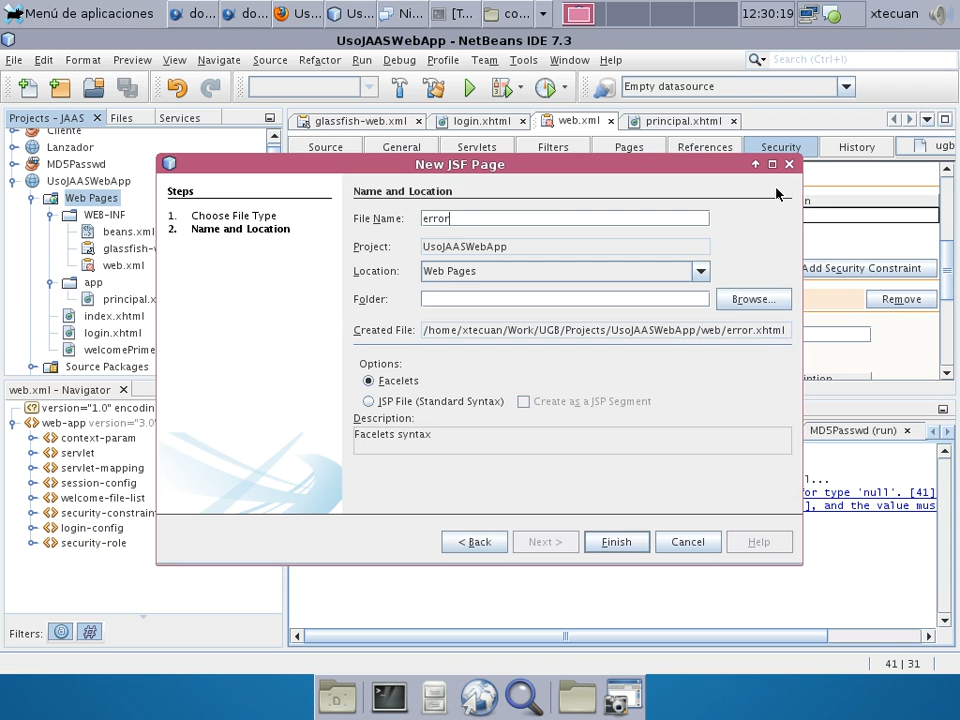 Menú de aplicaciones
do...
do...
Us...
Us...
Ni...
[T...
co...
12:30:19
xtecuan
UsoJAASWebApp - NetBeans IDE 7.3
File Edit Format Preview View Navigate Source Refactor Run Debug Profile Team Tools Window Help
Search (Ctrl+I)
Empty datasource
Projects - JAAS
Files
Services
glassfish-web.xml
login.xhtml
web.xml
principal.xhtml
Source General Servlets Filters Pages References Security History
ugb
Cliente
Lanzador
MD5Passwd
UsoJAASWebApp
Web Pages
WEB-INF
beans.xml
glassfish-
web.xml
app
principal.x
index.xhtml
login.xhtml
welcomePrime
Source Packages
New JSF Page
Steps
1. Choose File Type
2. Name and Location
Name and Location
File Name: error
Project: UsoJAASWebApp
Location: Web Pages
Folder:
Browse...
Created File: /home/xtecuan/Work/UGB/Projects/UsoJAASWebApp/web/error.xhtml
Options:
Facelets
JSP File (Standard Syntax)
Create as a JSP Segment
Description:
Facelets syntax
< Back
Next >
Finish
Cancel
Help
Add Security Constraint
Remove
web.xml - Navigator
version="1.0" encodin
web-app version="3.0"
context-param
servlet
servlet-mapping
session-config
welcome-file-list
security-constrain
login-config
security-role
Filters:
MD5Passwd (run)
or type 'null'. [41]
], and the value mus
41 | 31